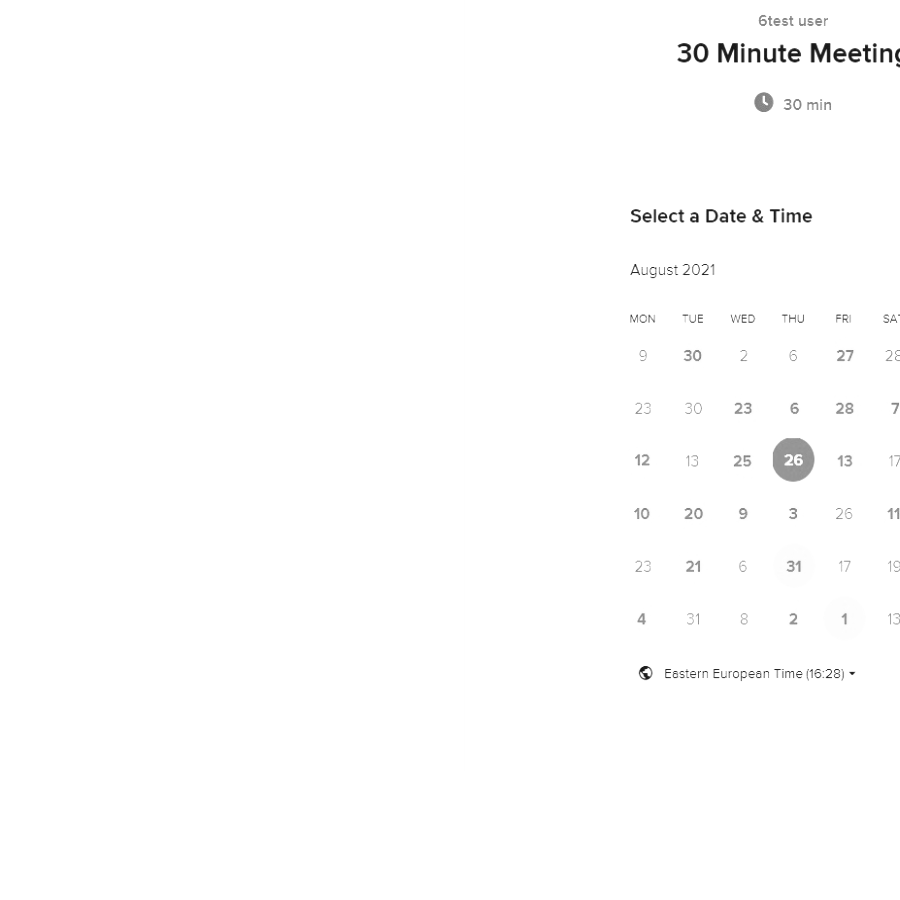 6test user
30 Minute Meeting
30 min
Select a Date & Time
August 2021
MON TUE WED THU FRI SAT
9 30 2 6 27 28
23 30 23 6 28 7
12 13 25 26 13 17
10 20 9 3 26 11
23 21 6 31 17 19
4 31 8 2 1 13
Eastern European Time (16:28)